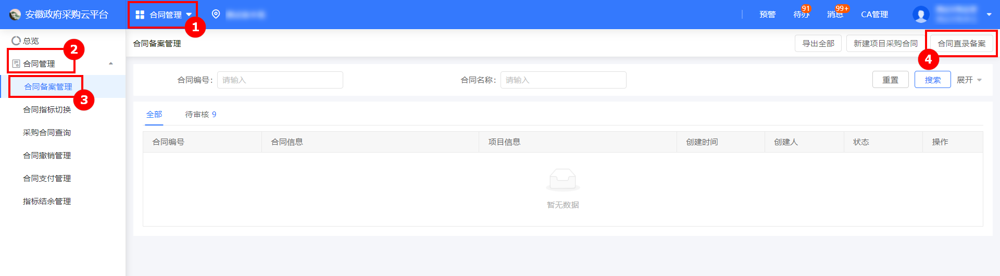 安徽政府采购云平台
合同管理
1
预警
待办
91
消息
99+
CA管理
总览
2
合同管理
合同备案管理
3
合同指标切换
采购合同查询
合同撤销管理
合同支付管理
指标结余管理
合同备案管理
导出全部
新建项目采购合同
合同直录备案
4
合同编号: 请输入
合同名称: 请输入
重置
搜索
展开
全部
待审核 9
合同编号 合同信息 项目信息 创建时间 创建人 状态 操作
暂无数据